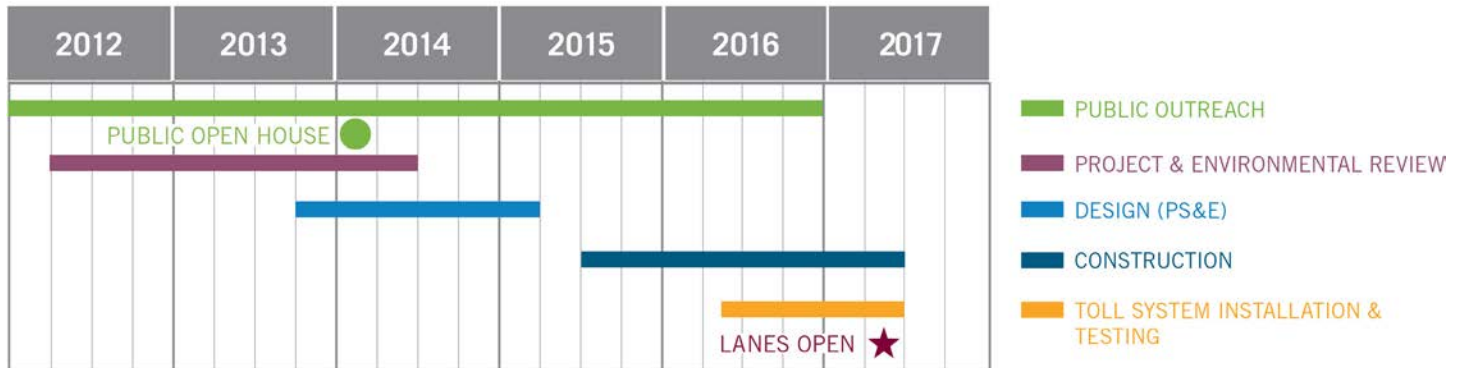 2012 2013 2014 2015 2016 2017
PUBLIC OUTREACH
PUBLIC OPEN HOUSE
PROJECT & ENVIRONMENTAL REVIEW
DESIGN (PS&E)
CONSTRUCTION
TOLL SYSTEM INSTALLATION &
TESTING
LANES OPEN